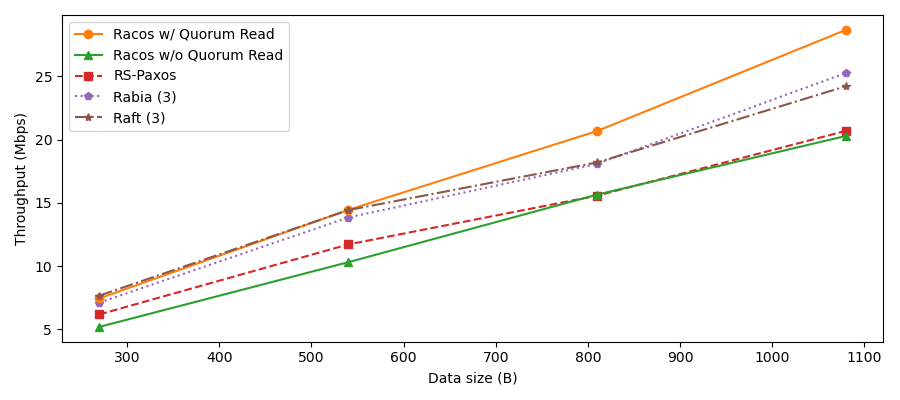 Racos w/ Quorum Read
Racos w/o Quorum Read
RS-Paxos
Rabia (3)
Raft (3)
Throughput (Mbps)
25
20
15
10
5
300 400 500 600 700 800 900 1000 1100
Data size (B)